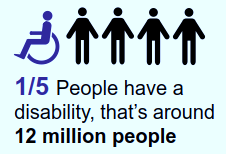 1/5 People have a
disability, that's around
12 million people